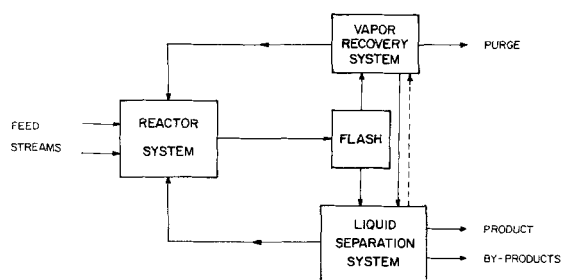 VAPOR
RECOVERY
SYSTEM
PURGE
FEED
STREAMS
REACTOR
SYSTEM
FLASH
LIQUID
SEPARATION
SYSTEM
PRODUCT
BY-PRODUCTS